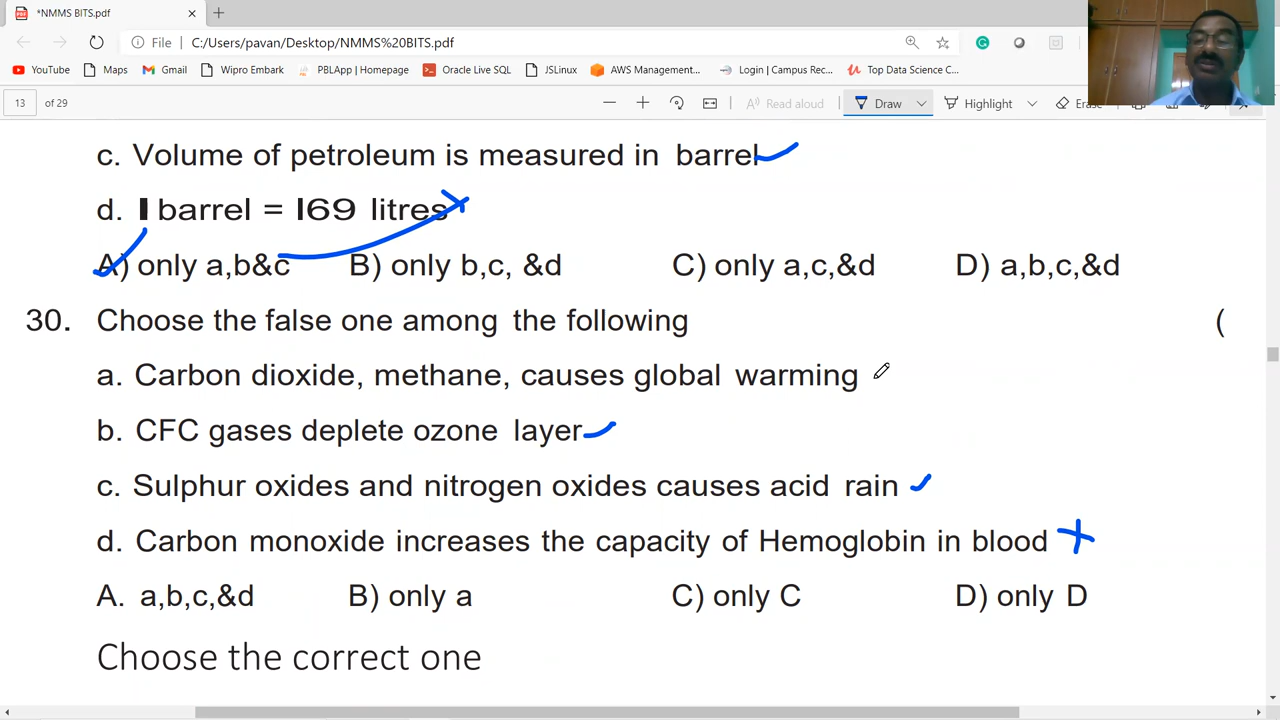 *NMMS BITS.pdf
File C:/Users/pavan/Desktop/NMMS%20BITS.pdf
YouTube Maps Gmail Wipro Embark PBLApp | Homepage Oracle Live SQL JSLinux AWS Management... Login | Campus Rec... Top Data Science C...
13 of 29 Read aloud Draw Highlight Erase
c. Volume of petroleum is measured in barrel
d. 1 barrel = 169 litres
A) only a,b&c B) only b,c, &d C) only a,c,&d D) a,b,c,&d
30. Choose the false one among the following (
a. Carbon dioxide, methane, causes global warming
b. CFC gases deplete ozone layer
c. Sulphur oxides and nitrogen oxides causes acid rain
d. Carbon monoxide increases the capacity of Hemoglobin in blood
A. a,b,c,&d B) only a C) only C D) only D
Choose the correct one